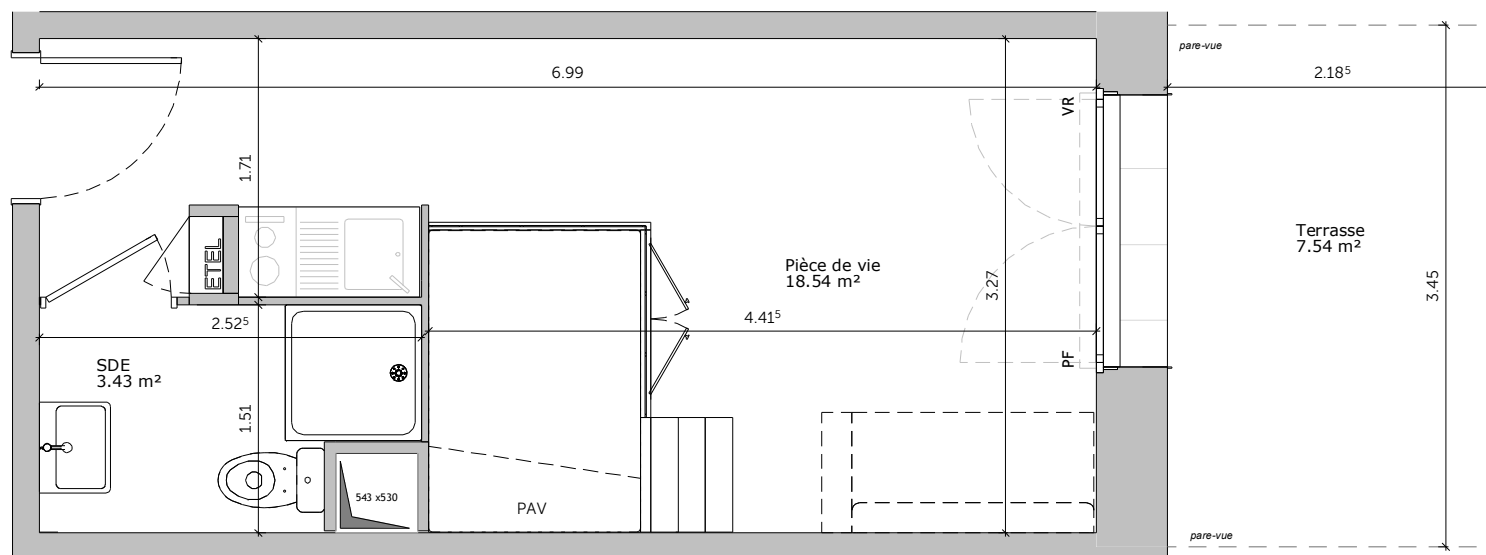 pare-vue
6.99
2.18⁵
VR
1.71
ETEL
Terrasse
7.54 m²
Pièce de vie
18.54 m²
3.27
3.45
2.52⁵
4.41⁵
SDE
3.43 m²
PF
1.51
543 x530
PAV
pare-vue